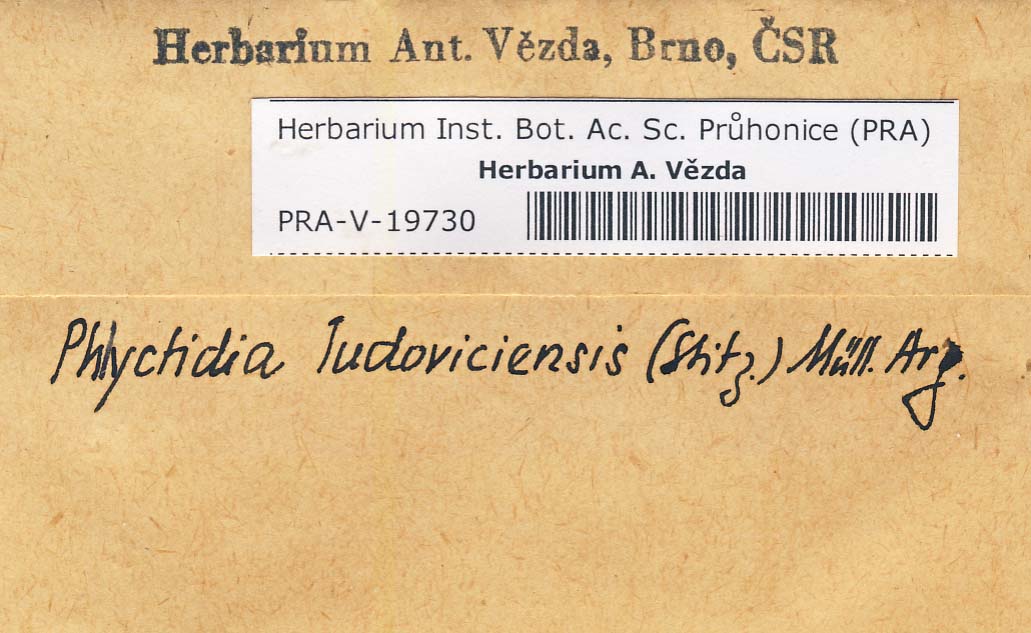 Herbarium Ant. Vězda, Brno, ČSR
Herbarium Inst. Bot. Ac. Sc. Průhonice (PRA)
Herbarium A. Vězda
PRA-V-19730
Phlyctidia ludoviciensis (Stitz.) Müll. Arg.